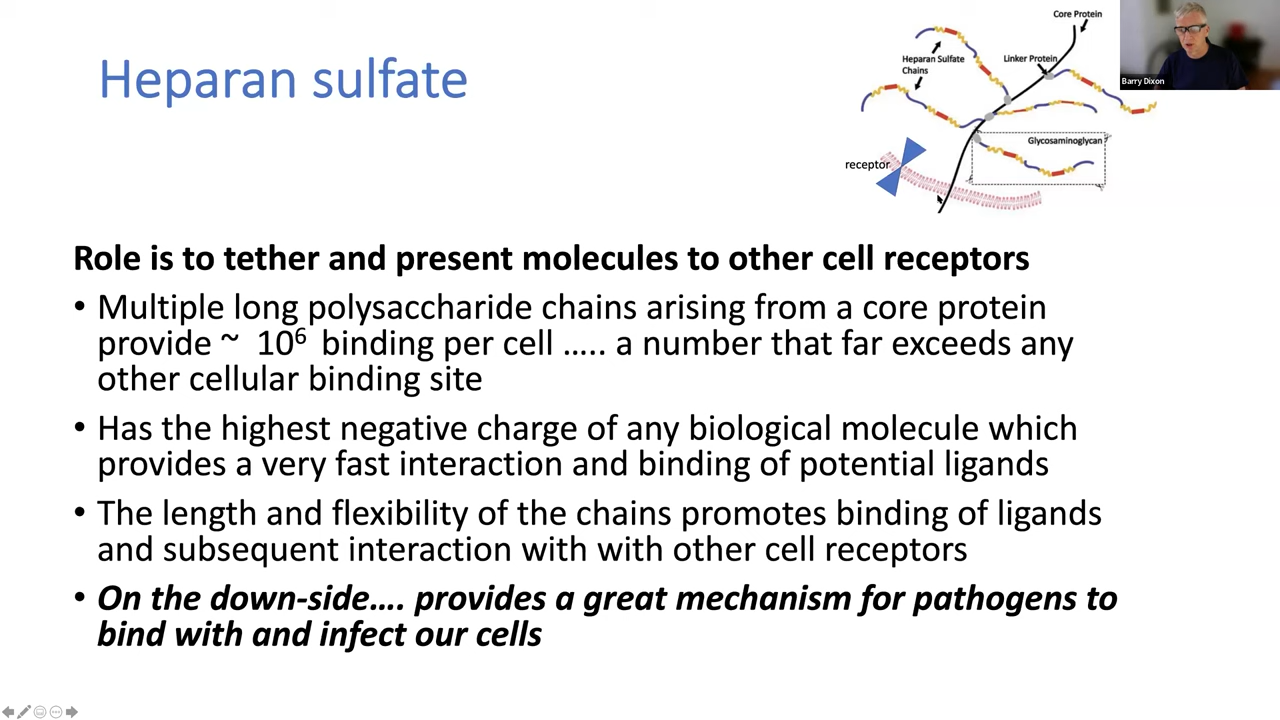 Heparan sulfate
Core Protein
Heparan Sulfate
Chains
Linker Protein
Glycosaminoglycan
receptor
Barry Dixon
Role is to tether and present molecules to other cell receptors
• Multiple long polysaccharide chains arising from a core protein
provide ~ 10⁶ binding per cell ….. a number that far exceeds any
other cellular binding site
• Has the highest negative charge of any biological molecule which
provides a very fast interaction and binding of potential ligands
• The length and flexibility of the chains promotes binding of ligands
and subsequent interaction with with other cell receptors
• On the down-side…. provides a great mechanism for pathogens to
bind with and infect our cells